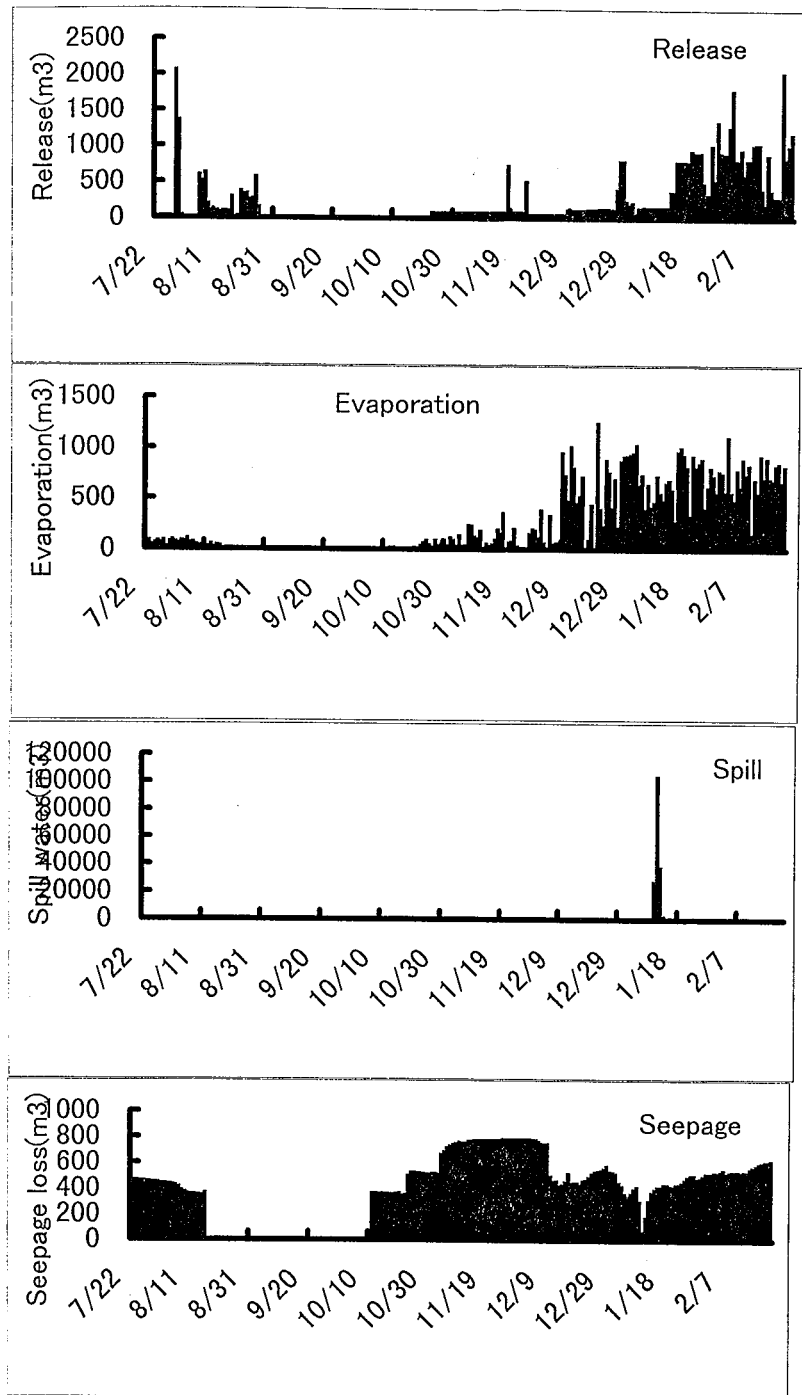 Release
Release(m3)
2500
2000
1500
1000
500
0
7/22 8/11 8/31 9/20 10/10 10/30 11/19 12/9 12/29 1/18 2/7
Evaporation
Evaporation(m3)
1500
1000
500
0
7/22 8/11 8/31 9/20 10/10 10/30 11/19 12/9 12/29 1/18 2/7
Spill
Spill water(m3)
120000
100000
80000
60000
40000
20000
0
7/22 8/11 8/31 9/20 10/10 10/30 11/19 12/9 12/29 1/18 2/7
Seepage
Seepage loss(m3)
1000
800
600
400
200
0
7/22 8/11 8/31 9/20 10/10 10/30 11/19 12/9 12/29 1/18 2/7